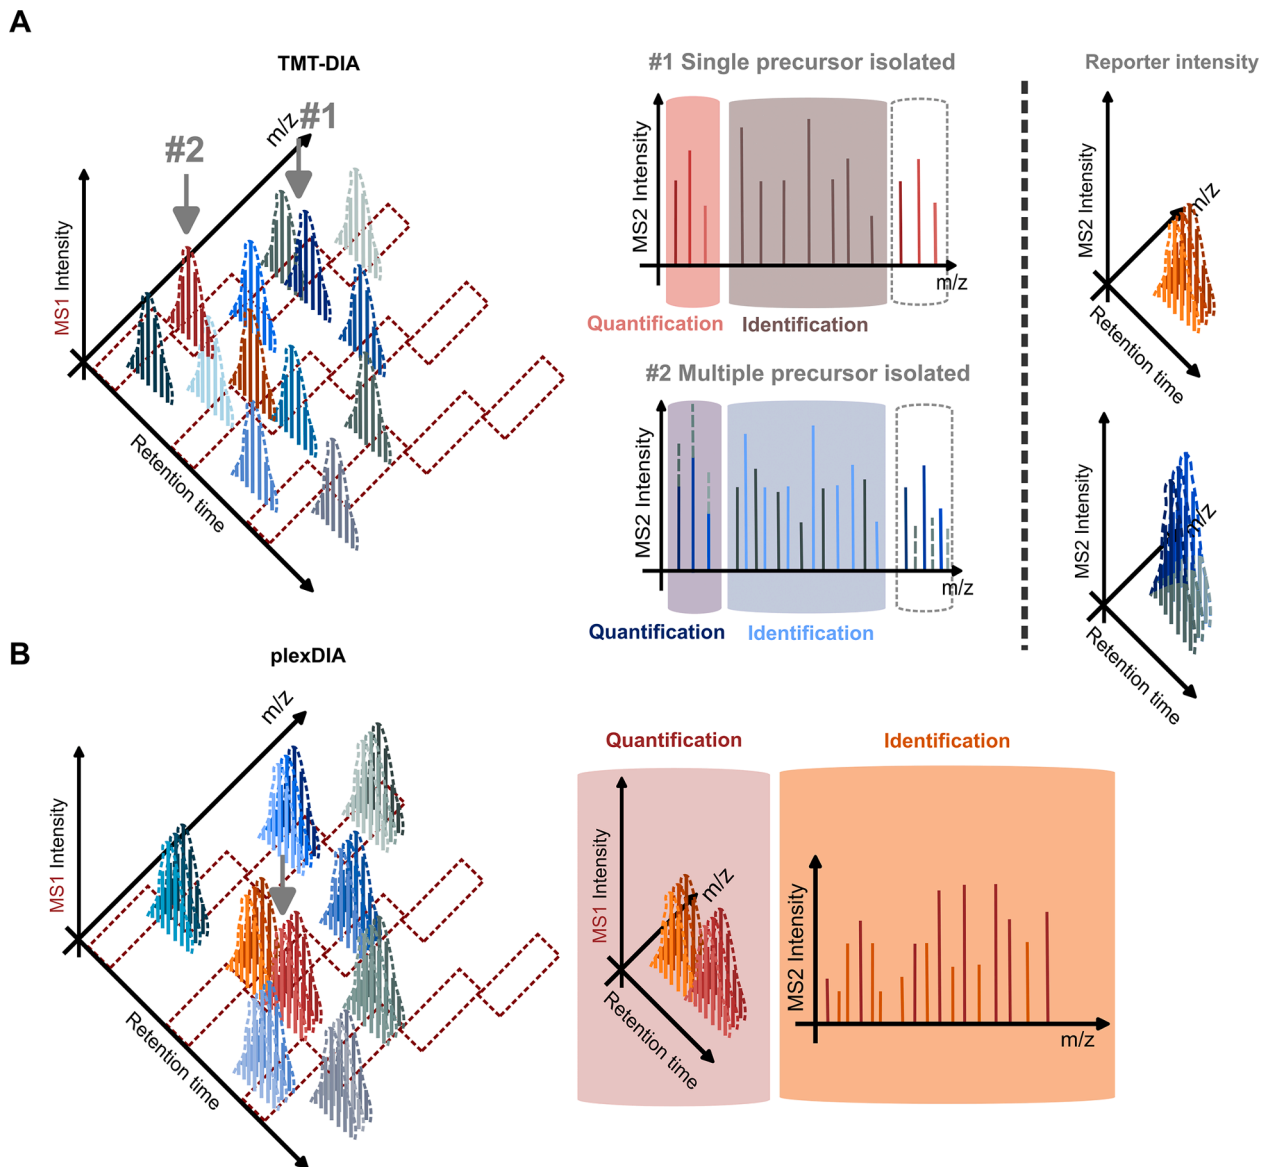 A
TMT-DIA
#1
#2
m/z
MS1 Intensity
Retention time
#1 Single precursor isolated
MS2 Intensity
m/z
Quantification
Identification
#2 Multiple precursor isolated
MS2 Intensity
m/z
Quantification
Identification
Reporter intensity
MS2 Intensity
m/z
Retention time
MS2 Intensity
m/z
Retention time
B
plexDIA
m/z
MS1 Intensity
Retention time
Quantification
MS1 Intensity
m/z
Retention time
Identification
MS2 Intensity
m/z